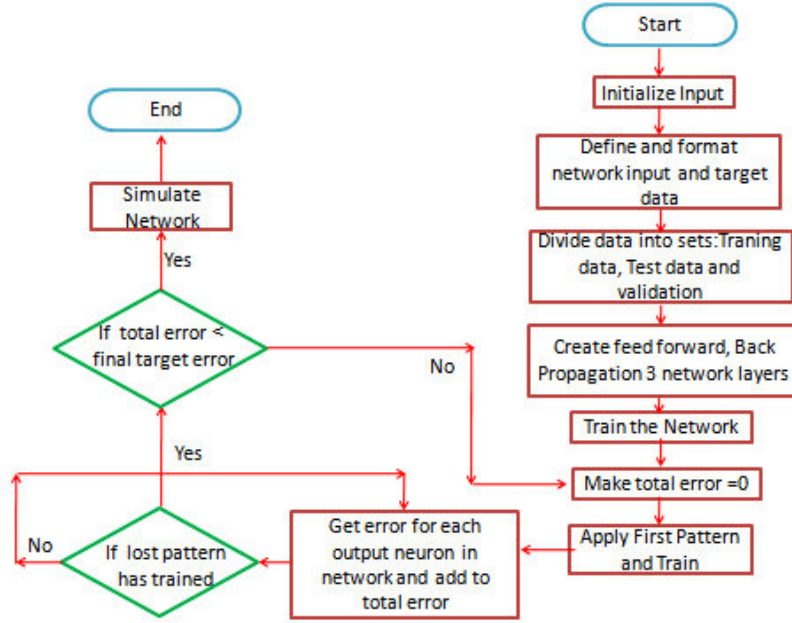 Start
Initialize Input
Define and format
network input and target
data
Divide data into sets:Traning
data, Test data and
validation
Create feed forward, Back
Propagation 3 network layers
Train the Network
Make total error =0
Apply First Pattern
and Train
Get error for each
output neuron in
network and add to
total error
If lost pattern
has trained
No
Yes
If total error <
final target error
No
Yes
Simulate
Network
End